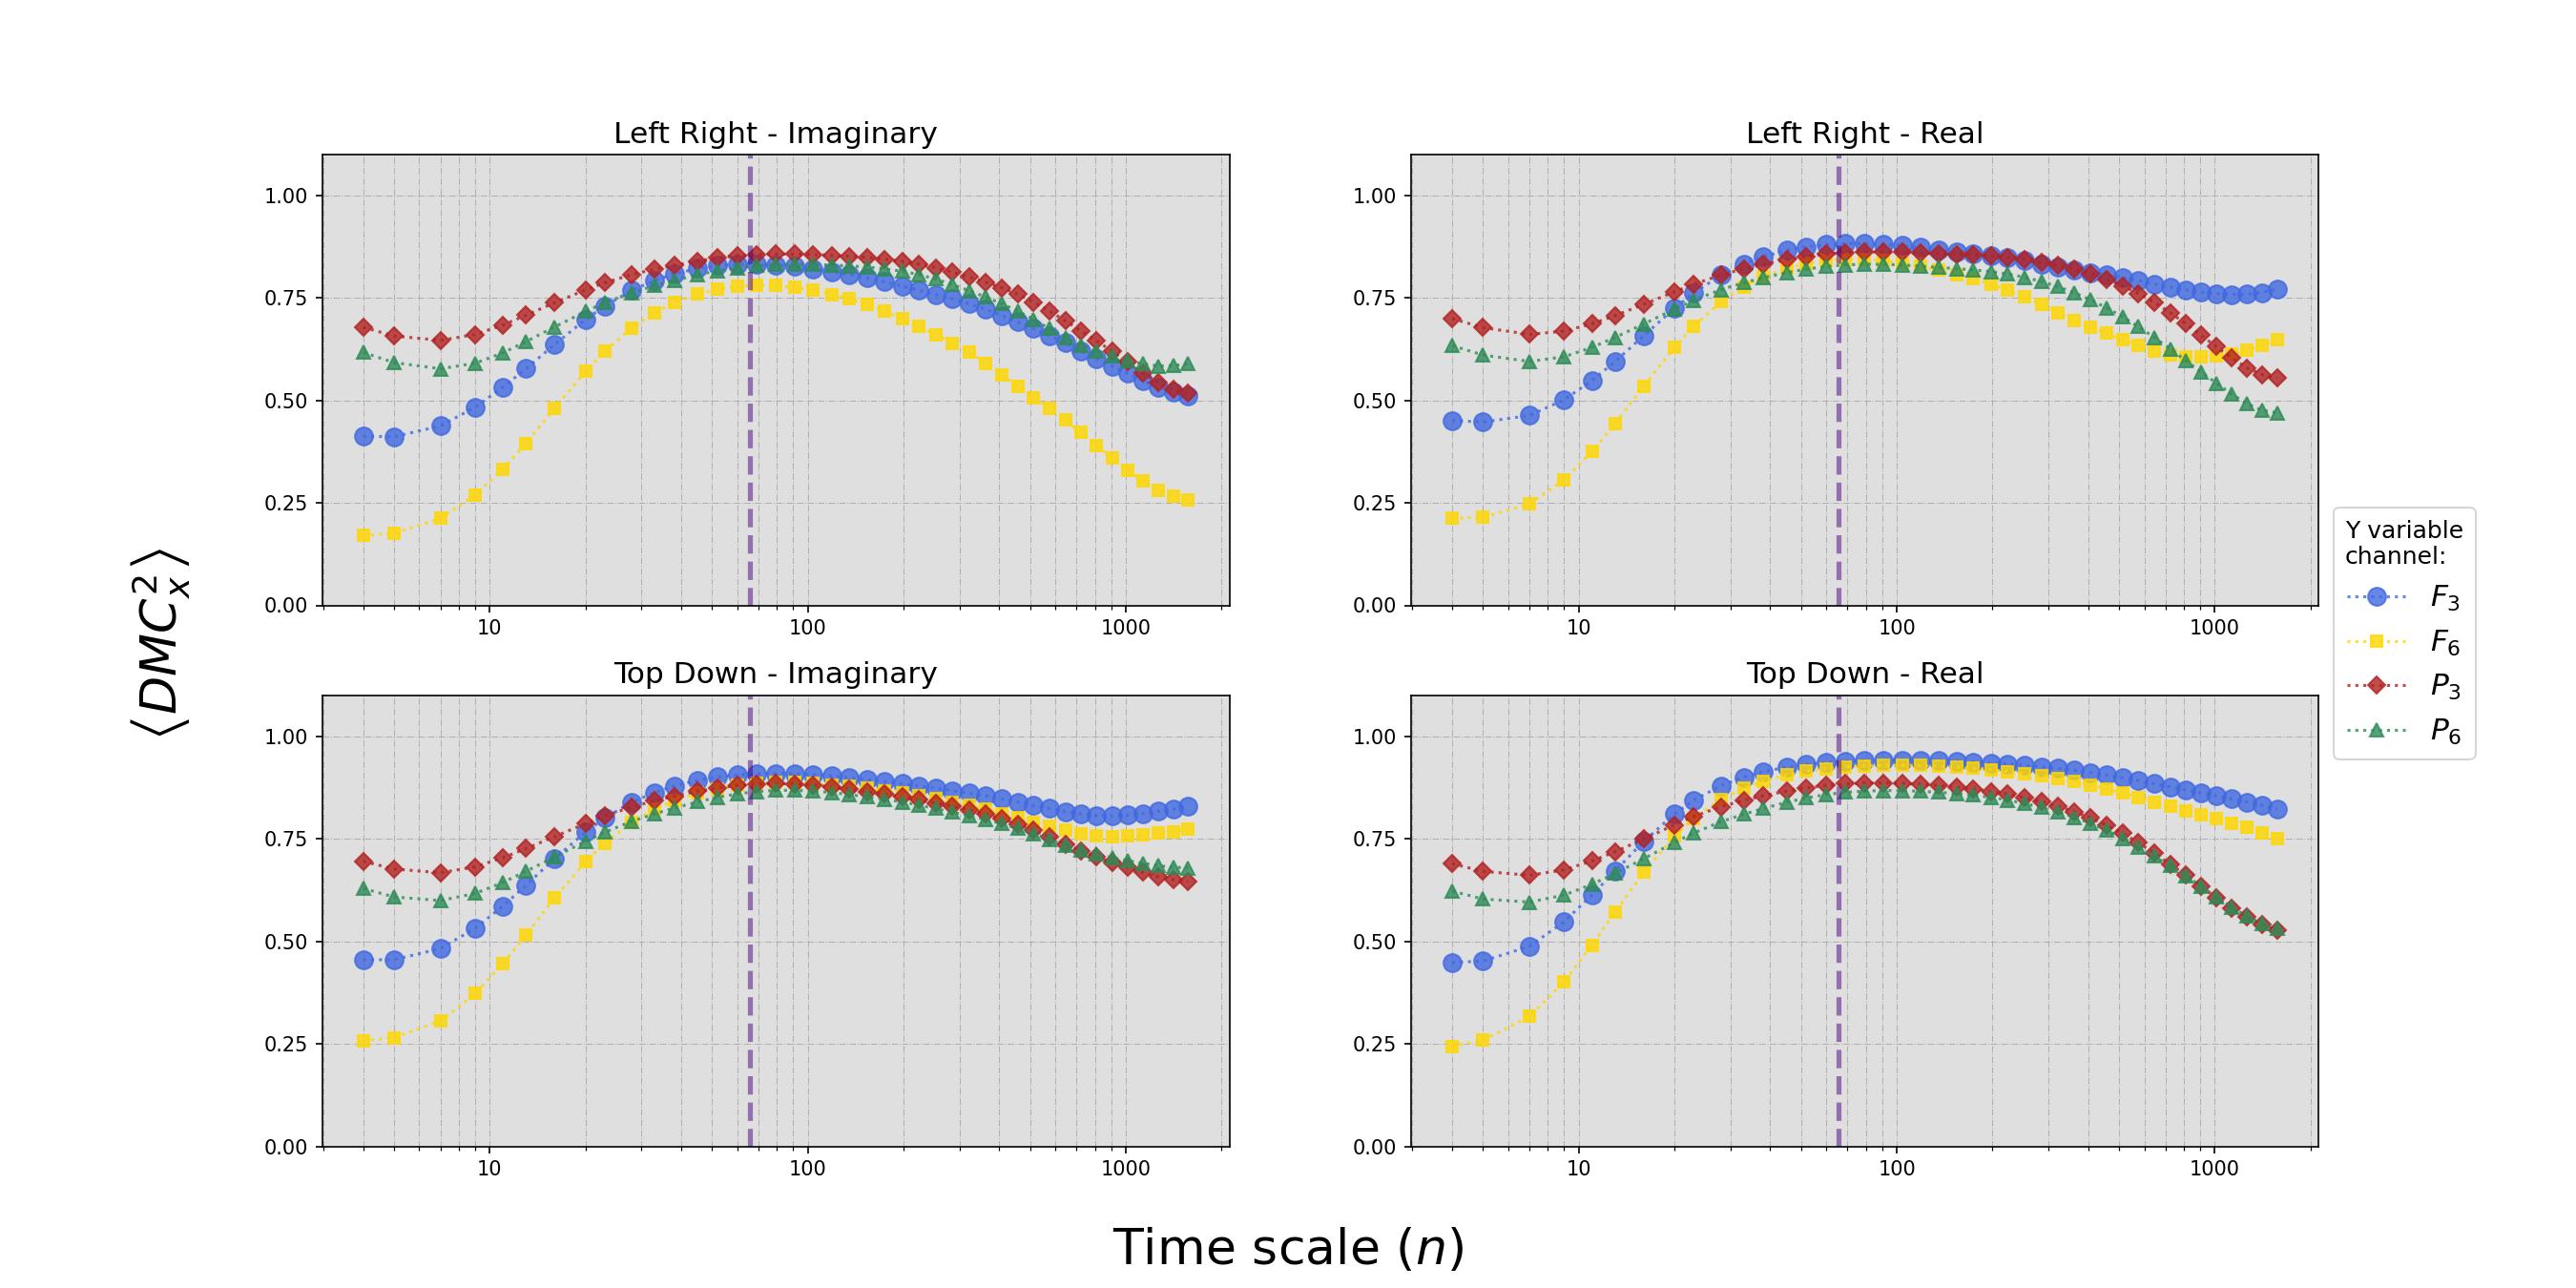 Left Right - Imaginary
1.00
0.75
0.50
0.25
0.00
10 100 1000
Left Right - Real
1.00
0.75
0.50
0.25
0.00
10 100 1000
Top Down - Imaginary
1.00
0.75
0.50
0.25
0.00
10 100 1000
Top Down - Real
1.00
0.75
0.50
0.25
0.00
10 100 1000
⟨DMC²ₓ⟩
Time scale (n)
Y variable
channel:
F₃
F₆
P₃
P₆